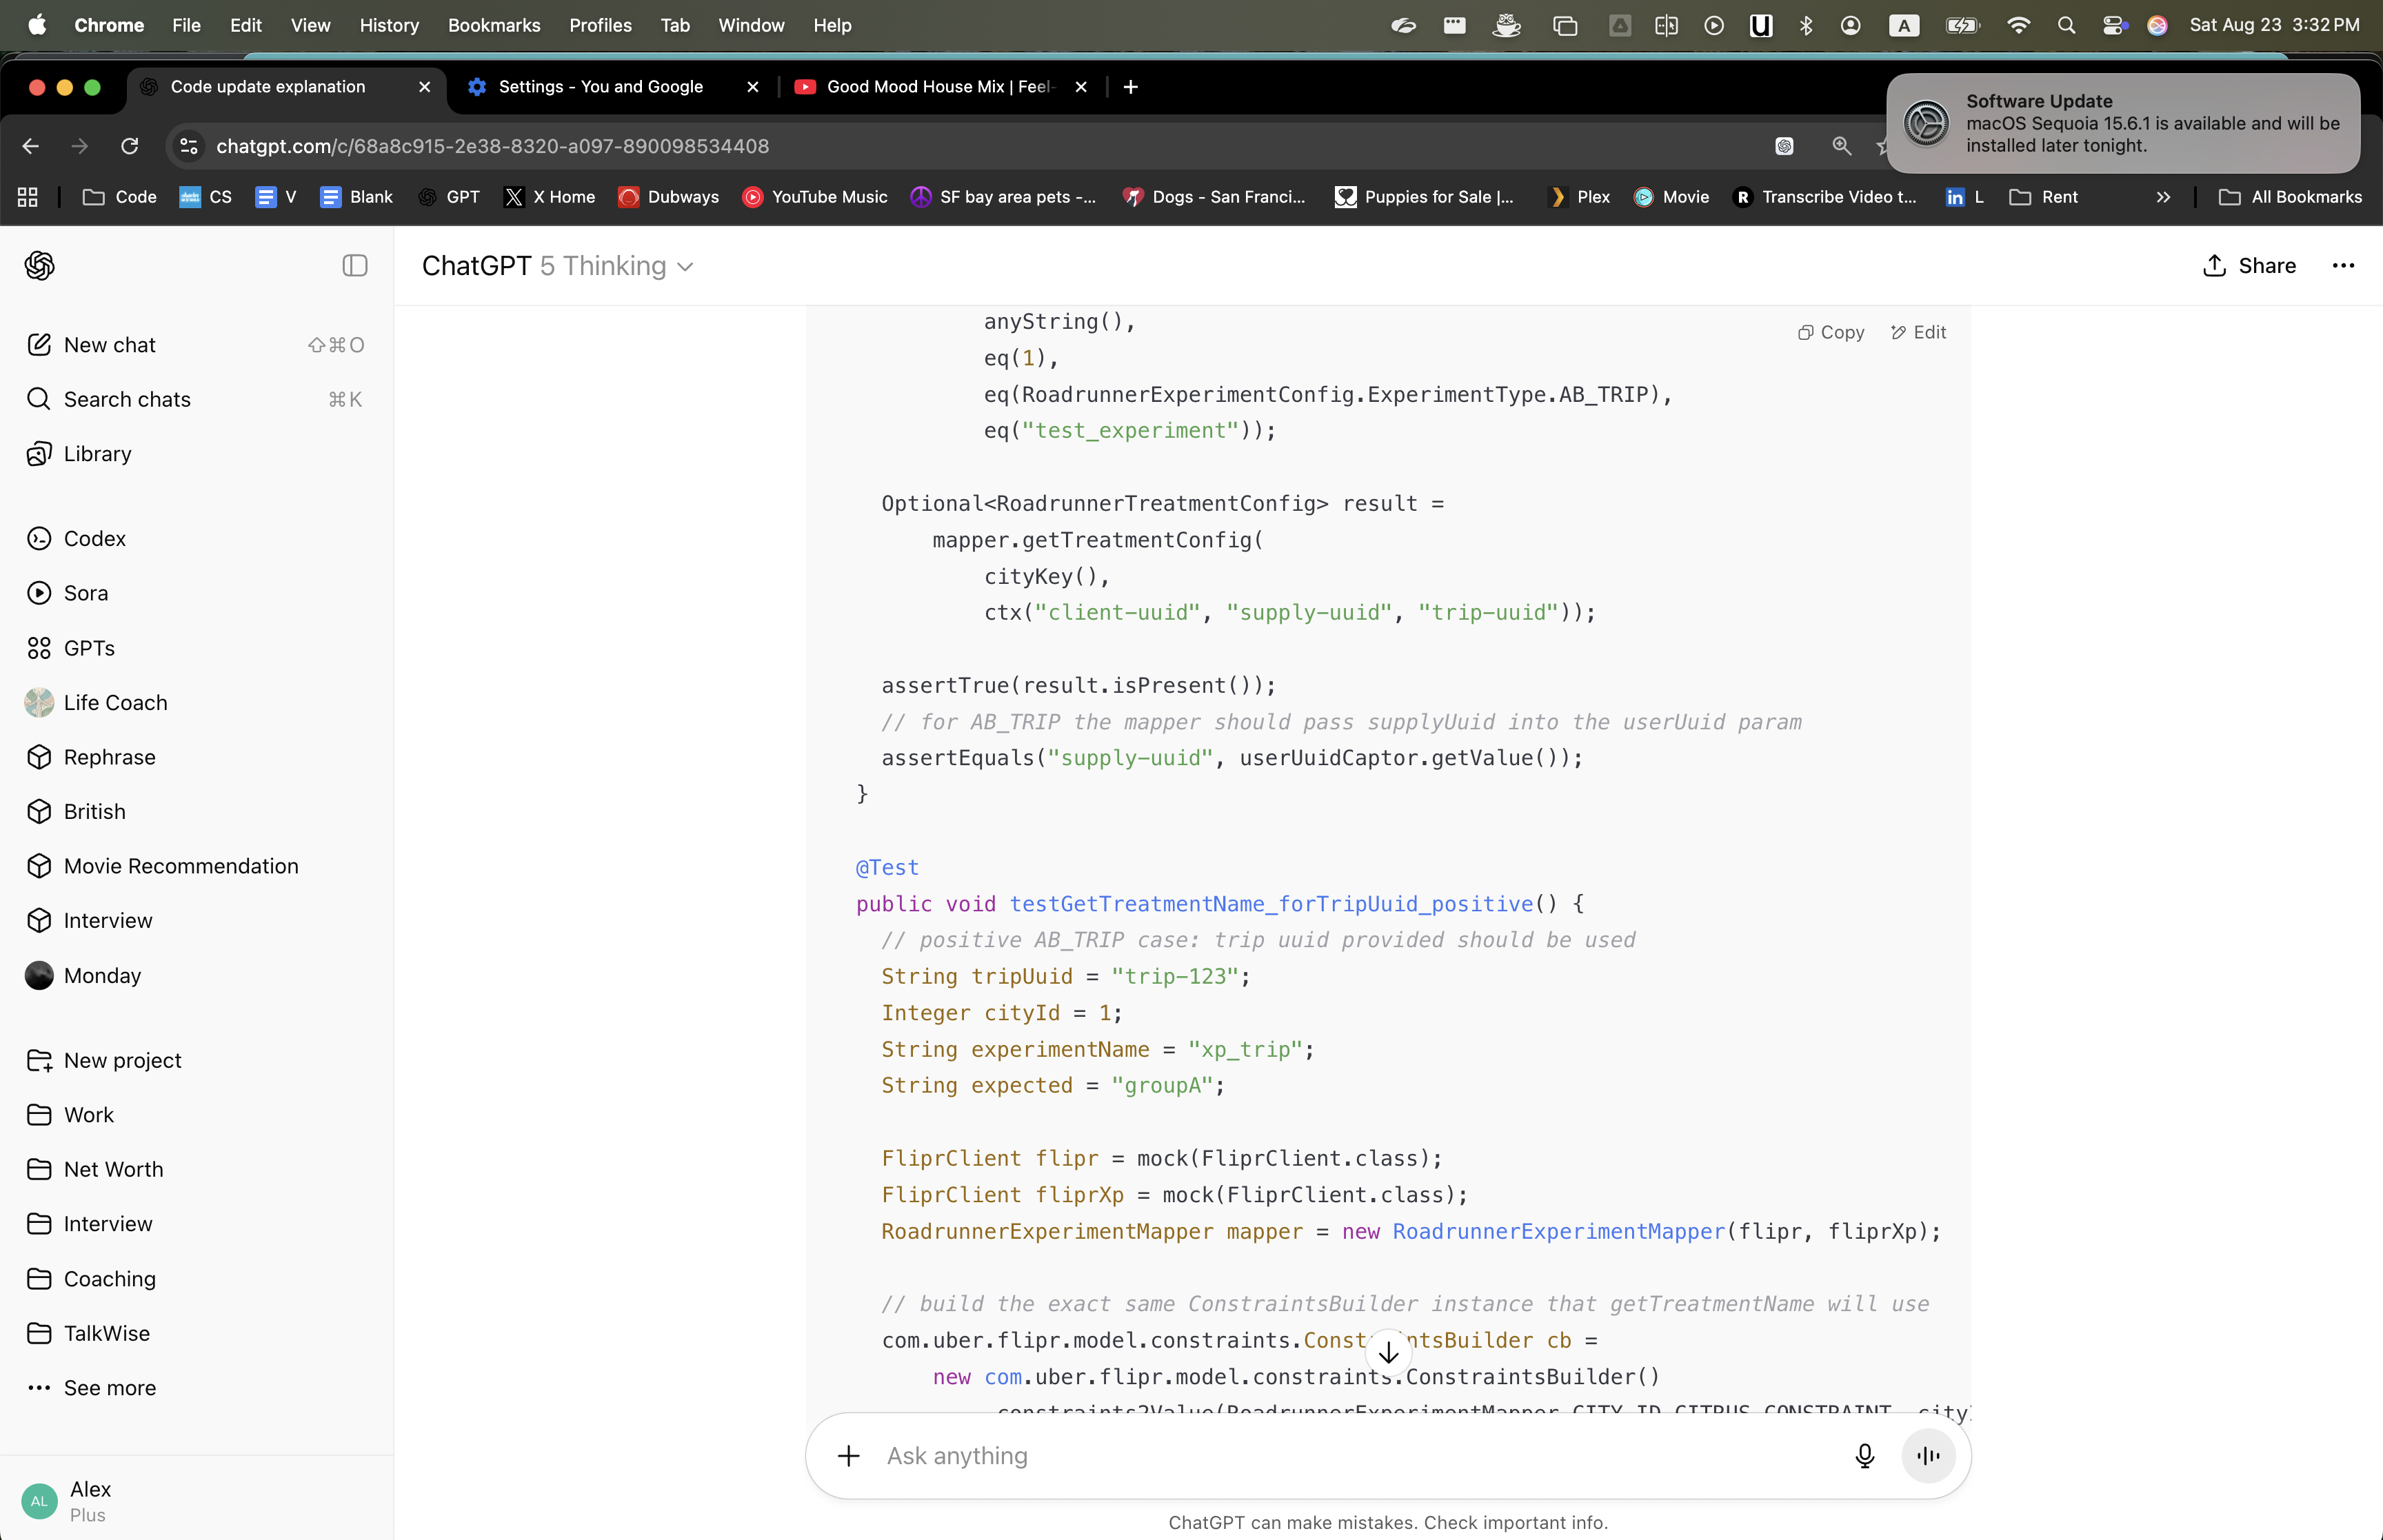 Chrome File Edit View History Bookmarks Profiles Tab Window Help A Sat Aug 23 3:32 PM
Code update explanation
Settings - You and Google
Good Mood House Mix | Feel-
Software Update
macOS Sequoia 15.6.1 is available and will be
installed later tonight.
chatgpt.com/c/68a8c915-2e38-8320-a097-890098534408
Code CS V Blank GPT X Home Dubways YouTube Music SF bay area pets -... Dogs - San Franci... Puppies for Sale |... Plex Movie Transcribe Video t... L Rent All Bookmarks
ChatGPT 5 Thinking
Share
New chat ⇧⌘O
Search chats ⌘K
Library
Codex
Sora
GPTs
Life Coach
Rephrase
British
Movie Recommendation
Interview
Monday
New project
Work
Net Worth
Interview
Coaching
TalkWise
See more
AL
Alex
Plus
Copy Edit
anyString(),
eq(1),
eq(RoadrunnerExperimentConfig.ExperimentType.AB_TRIP),
eq("test_experiment"));
Optional<RoadrunnerTreatmentConfig> result =
mapper.getTreatmentConfig(
cityKey(),
ctx("client-uuid", "supply-uuid", "trip-uuid"));
assertTrue(result.isPresent());
// for AB_TRIP the mapper should pass supplyUuid into the userUuid param
assertEquals("supply-uuid", userUuidCaptor.getValue());
}
@Test
public void testGetTreatmentName_forTripUuid_positive() {
// positive AB_TRIP case: trip uuid provided should be used
String tripUuid = "trip-123";
Integer cityId = 1;
String experimentName = "xp_trip";
String expected = "groupA";
FliprClient flipr = mock(FliprClient.class);
FliprClient fliprXp = mock(FliprClient.class);
RoadrunnerExperimentMapper mapper = new RoadrunnerExperimentMapper(flipr, fliprXp);
// build the exact same ConstraintsBuilder instance that getTreatmentName will use
com.uber.flipr.model.constraints.ConstraintsBuilder cb =
new com.uber.flipr.model.constraints.ConstraintsBuilder()
Ask anything
ChatGPT can make mistakes. Check important info.